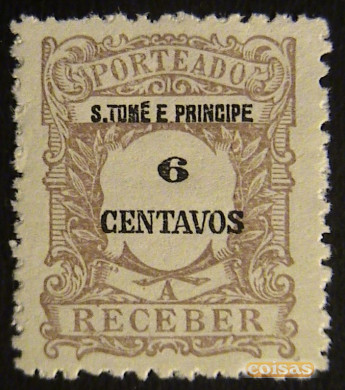 PORTEADO
S. TOMÉ E PRINCIPE
6
CENTAVOS
A
RECEBER
coisas